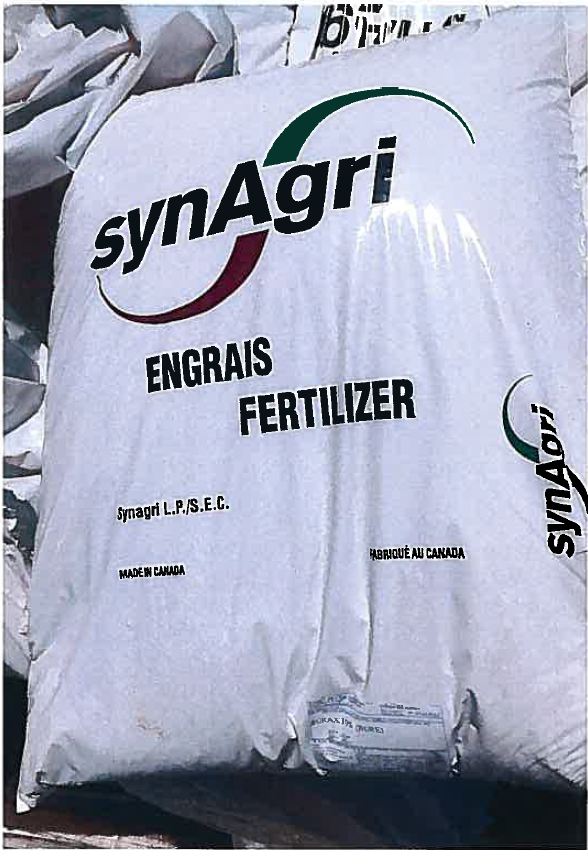 synAgri
ENGRAIS
FERTILIZER
Synagri L.P./S.E.C.
MADE IN CANADA
FABRIQUÉ AU CANADA
synAgri